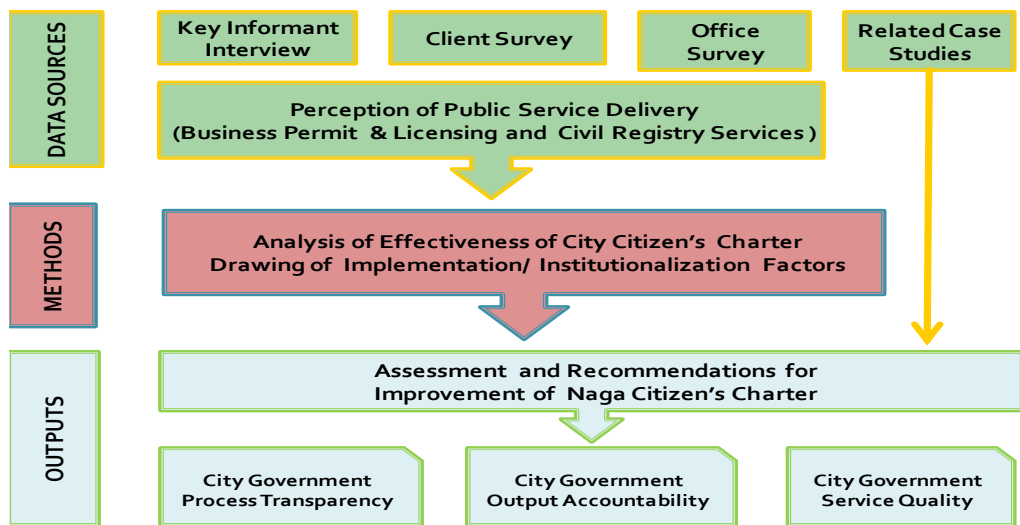 DATA SOURCES
Key Informant
Interview
Client Survey
Office
Survey
Related Case
Studies
Perception of Public Service Delivery
(Business Permit & Licensing and Civil Registry Services)
METHODS
Analysis of Effectiveness of City Citizen's Charter
Drawing of Implementation/ Institutionalization Factors
OUTPUTS
Assessment and Recommendations for
Improvement of Naga Citizen's Charter
City Government
Process Transparency
City Government
Output Accountability
City Government
Service Quality